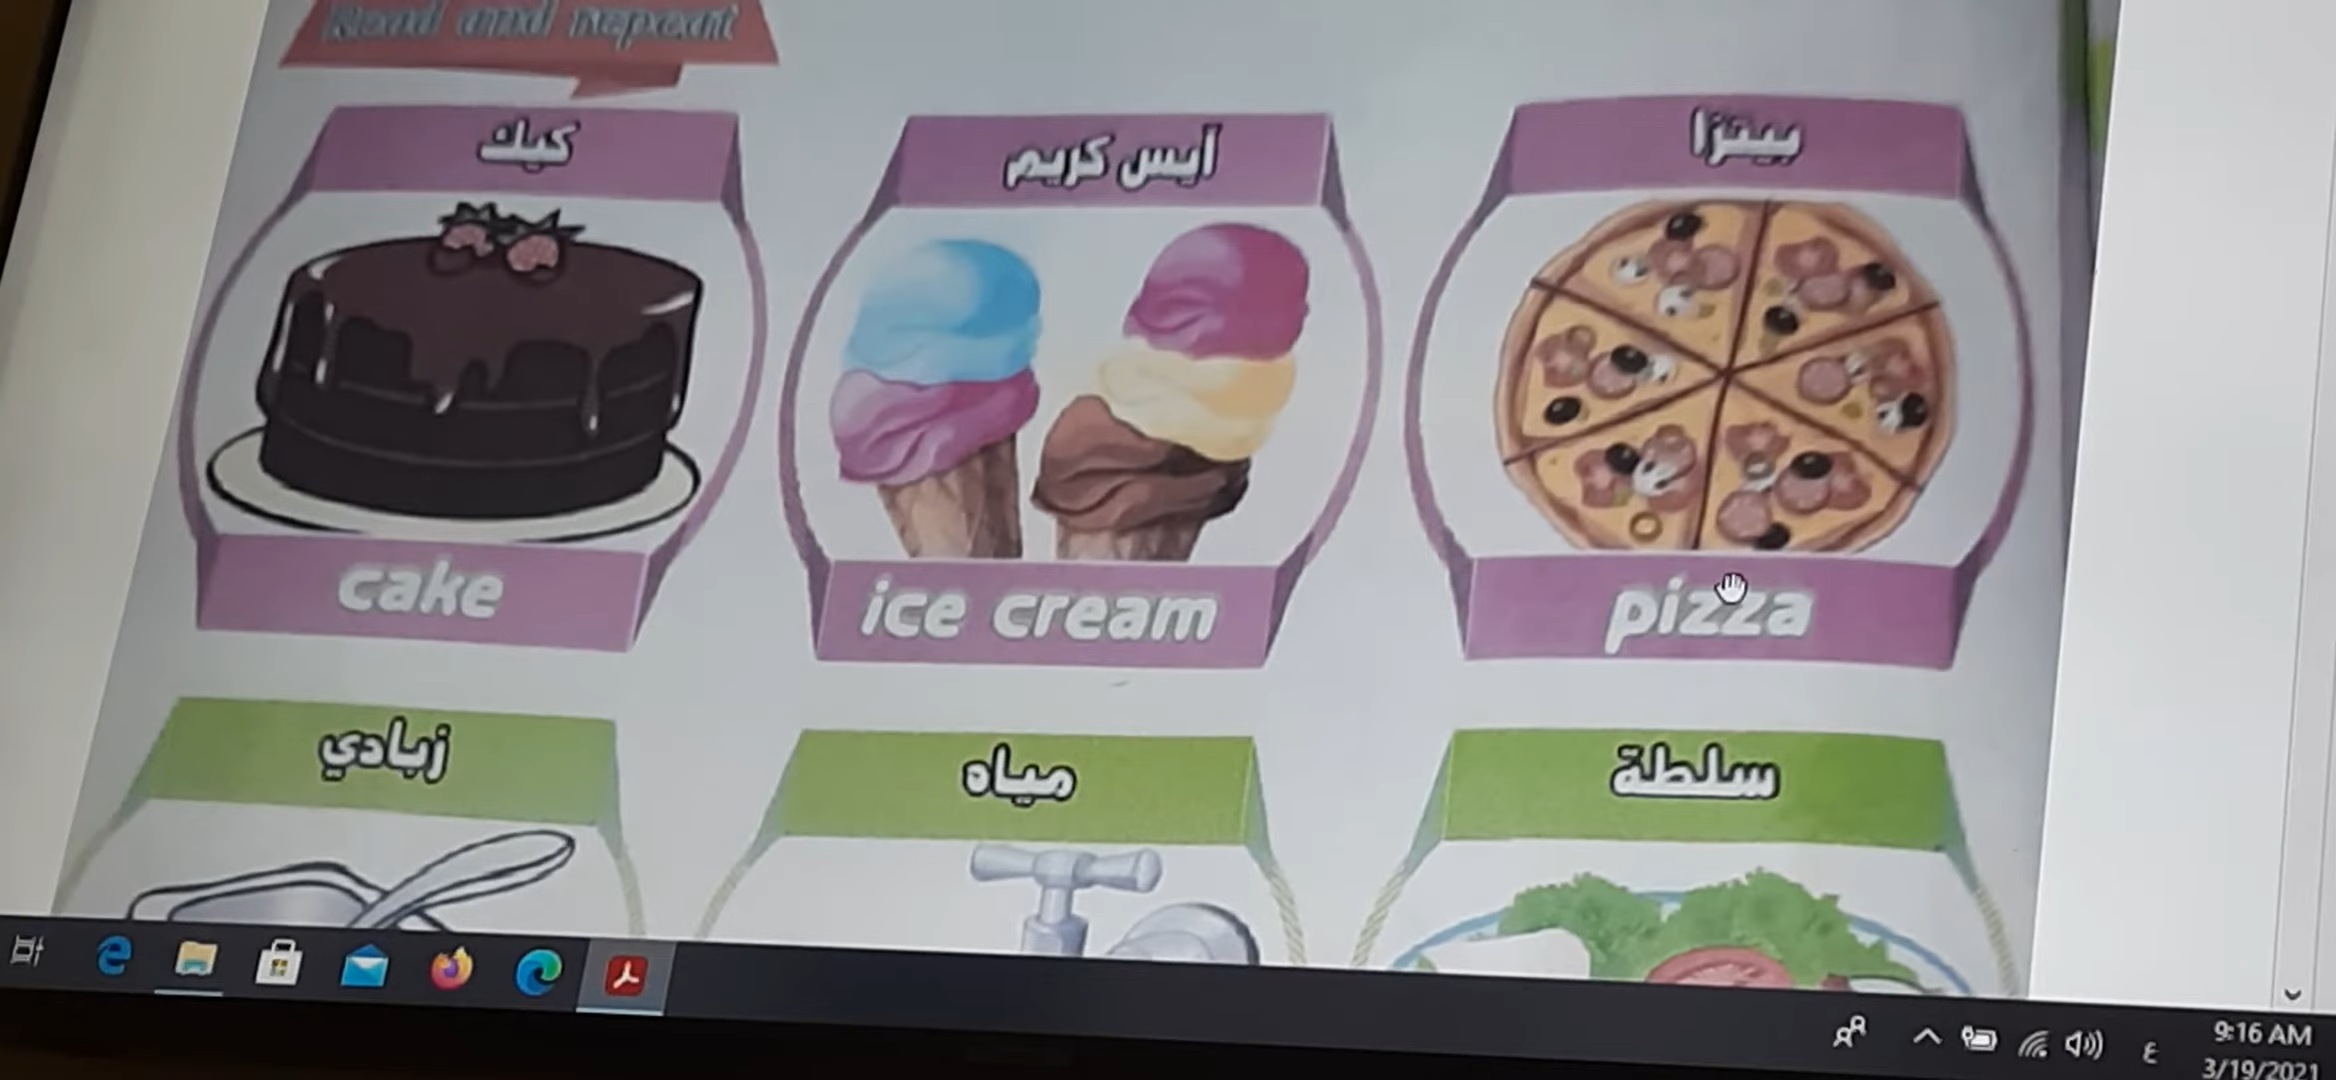 Read and repeat
كيك
آيس كريم
بيتزا
cake
ice cream
pizza
زبادي
مياه
سلطة
ع
9:16 AM
3/19/2021